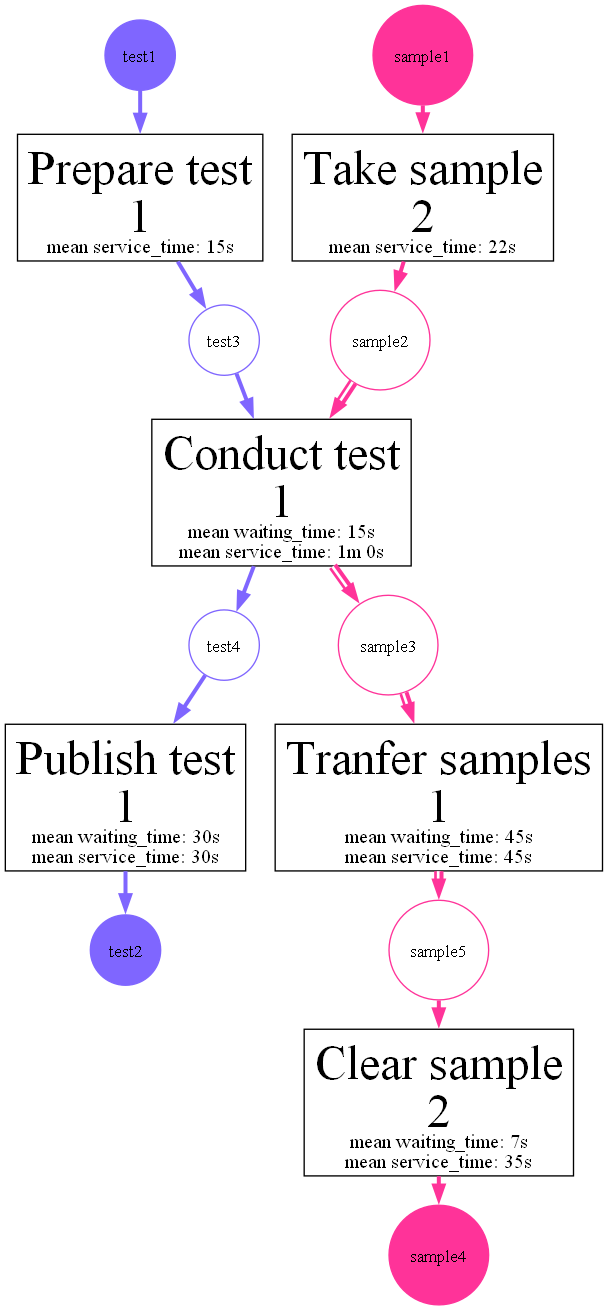 test1
sample1
Prepare test
1
mean service_time: 15s
Take sample
2
mean service_time: 22s
test3
sample2
Conduct test
1
mean waiting_time: 15s
mean service_time: 1m 0s
test4
sample3
Publish test
1
mean waiting_time: 30s
mean service_time: 30s
Tranfer samples
1
mean waiting_time: 45s
mean service_time: 45s
test2
sample5
Clear sample
2
mean waiting_time: 7s
mean service_time: 35s
sample4